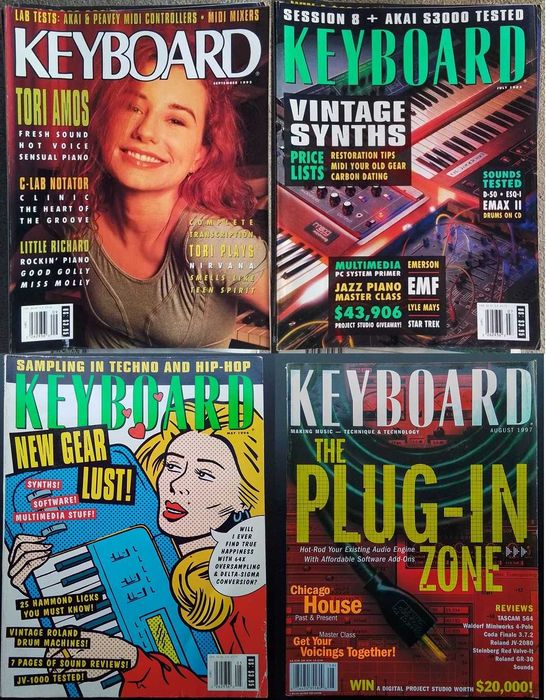 LAB TESTS: AKAI & PEAVEY MIDI CONTROLLERS • MIDI MIXERS
KEYBOARD
SEPTEMBER 1992
TORI AMOS
FRESH SOUND
HOT VOICE
SENSUAL PIANO
C-LAB NOTATOR
CLINIC
THE HEART OF
THE GROOVE
LITTLE RICHARD
ROCKIN' PIANO
GOOD GOLLY
MISS MOLLY
COMPLETE
TRANSCRIPTION
TORI PLAYS
NIRVANA
SMELLS LIKE
TEEN SPIRIT
SESSION 8 + AKAI S3000 TESTED
KEYBOARD
VINTAGE
SYNTHS
PRICE
LISTS
RESTORATION TIPS
MIDI YOUR OLD GEAR
CARBON DATING
SOUNDS
TESTED
D-50 • ESQ-1
EMAX II
DRUMS ON CD
MULTIMEDIA
PC SYSTEM PRIMER
JAZZ PIANO
MASTER CLASS
$43,906
PROJECT STUDIO GIVEAWAY!
EMERSON
EMF
LYLE MAYS
STAR TREK
SAMPLING IN TECHNO AND HIP-HOP
KEYBOARD
NEW GEAR
LUST!
SYNTHS!
SOFTWARE!
MULTIMEDIA STUFF!
WILL
I EVER
FIND TRUE
HAPPINESS
WITH 64X
OVERSAMPLING
& DELTA-SIGMA
CONVERSION?
25 HAMMOND LICKS
YOU MUST KNOW!
VINTAGE ROLAND
DRUM MACHINES!
7 PAGES OF SOUND REVIEWS!
JV-1000 TESTED!
KEYBOARD
MAKING MUSIC — TECHNIQUE & TECHNOLOGY
AUGUST 1997
THE
PLUG-IN
ZONE
Hot-Rod Your Existing Audio Engine
With Affordable Software Add-Ons
Chicago
House
Past & Present
Master Class
Get Your
Voicings Together!
REVIEWS
TASCAM 564
Waldorf Miniworks 4-Pole
Coda Finale 3.7.2
Roland JV-2080
Steinberg Red Valve-It
Roland GR-30
Sounds
WIN A DIGITAL PROJECT STUDIO WORTH $20,000!